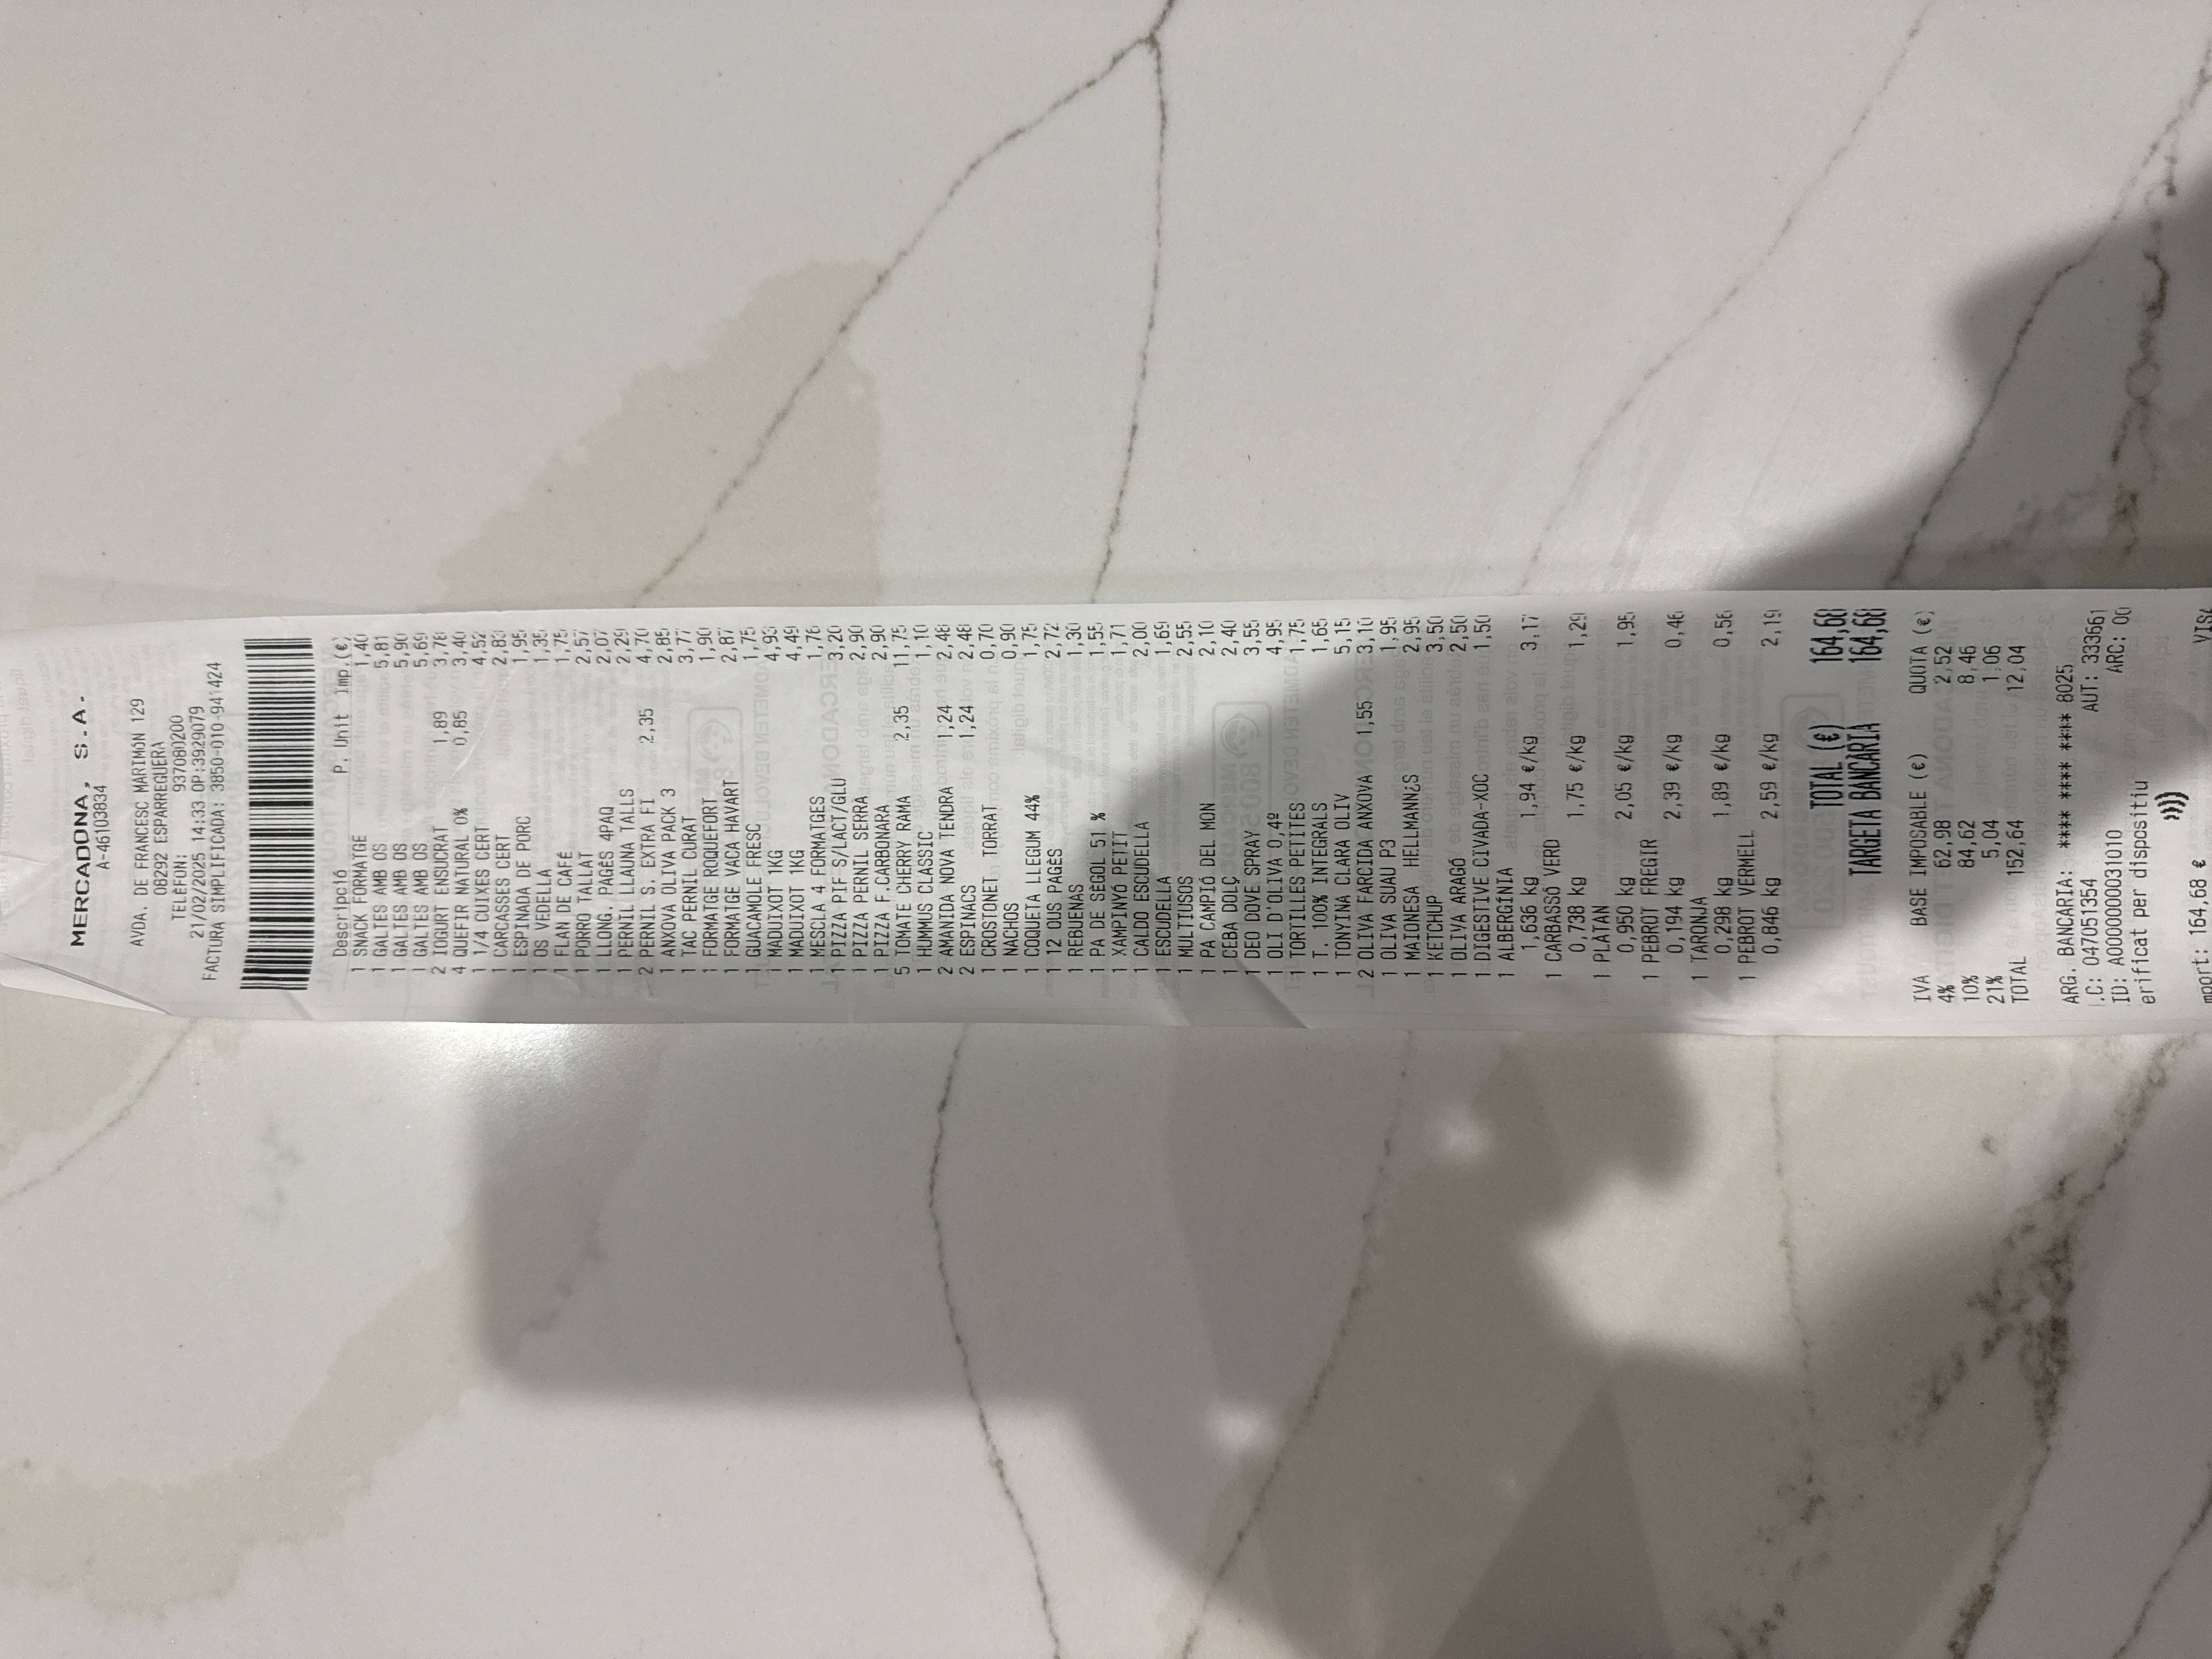 MERCADONA, S.A.
A-46103834
AVDA. DE FRANCESC MARIMÓN 129
08292 ESPARREGUERA
TELÈFON: 937080200
21/02/2025 14:33 OP:3929079
FACTURA SIMPLIFICADA: 3850-010-941424
Descripció P. Unit Imp.(€)
1 SNACK FORMATGE 1,40
1 GALTES AMB OS 5,81
1 GALTES AMB OS 5,90
1 GALTES AMB OS 5,69
2 IOGURT ENSUCRAT 1,89 3,78
4 QUEFIR NATURAL 0% 0,85 3,40
1 1/4 CUIXES CERT 4,52
1 CARCASSES CERT 2,83
1 ESPINADA DE PORC 1,95
1 OS VEDELLA 1,35
1 FLAN DE CAFÉ 1,75
1 PORRO TALLAT 2,57
1 LLONG. PAGÈS 4PAQ 2,07
1 PERNIL LLAUNA TALLS 2,29
2 PERNIL S. EXTRA FI 2,35 4,70
1 ANXOVA OLIVA PACK 3 2,85
1 TAC PERNIL CURAT 3,77
1 FORMATGE ROQUEFORT 1,90
1 FORMATGE VACA HAVART 2,87
1 GUACAMOLE FRESC 1,75
1 MADUIXOT 1KG 4,93
1 MADUIXOT 1KG 4,49
1 MESCLA 4 FORMATGES 1,76
1 PIZZA PIF S/LACT/GLU 3,20
1 PIZZA PERNIL SERRÀ 2,90
1 PIZZA F.CARBONARA 2,90
5 TOMATE CHERRY RAMA 2,35 11,75
1 HUMMUS CLASSIC 1,10
2 AMANIDA NOVA TENDRA 1,24 2,48
2 ESPINACS 1,24 2,48
1 CROSTONET TORRAT 0,70
1 NACHOS 0,90
1 COQUETA LLEGUM 44% 1,75
1 12 OUS PAGÈS 2,72
1 REBUENAS 1,30
1 PA DE SÈGOL 51 % 1,55
1 XAMPINYÓ PETIT 1,71
1 CALDO ESCUDELLA 2,00
1 ESCUDELLA 1,69
1 MULTIUSOS 2,55
1 PA CAMPIÓ DEL MON 2,10
1 CEBA DOLÇ 2,40
1 DEO DOVE SPRAY 3,55
1 OLI D'OLIVA 0,4º 4,95
1 TORTILLES PETITES 1,75
1 T. 100% INTEGRALS 1,65
1 TONYINA CLARA OLIV 5,15
2 OLIVA FARCIDA ANXOVA 1,55 3,10
1 OLIVA SUAU P3 1,95
1 MAIONESA HELLMANN¿S 2,95
1 KETCHUP 3,50
1 OLIVA ARAGÓ 2,50
1 DIGESTIVE CIVADA-XOC 1,50
1 ALBERGÍNIA
1,636 kg 1,94 €/kg 3,17
1 CARBASSÓ VERD
0,738 kg 1,75 €/kg 1,29
1 PLÀTAN
0,950 kg 2,05 €/kg 1,95
1 PEBROT FREGIR
0,194 kg 2,39 €/kg 0,46
1 TARONJA
0,298 kg 1,89 €/kg 0,56
1 PEBROT VERMELL
0,846 kg 2,59 €/kg 2,19
TOTAL (€) 164,68
TARGETA BANCÀRIA 164,68
IVA BASE IMPOSABLE (€) QUOTA (€)
4% 62,98 2,52
10% 84,62 8,46
21% 5,04 1,06
TOTAL 152,64 12,04
ARG. BANCARIA: **** **** **** 8025
.C: 047051354 AUT: 333661
ID: A0000000031010 ARC: 00
erificat per dispositiu
mport: 164,68 € VISA